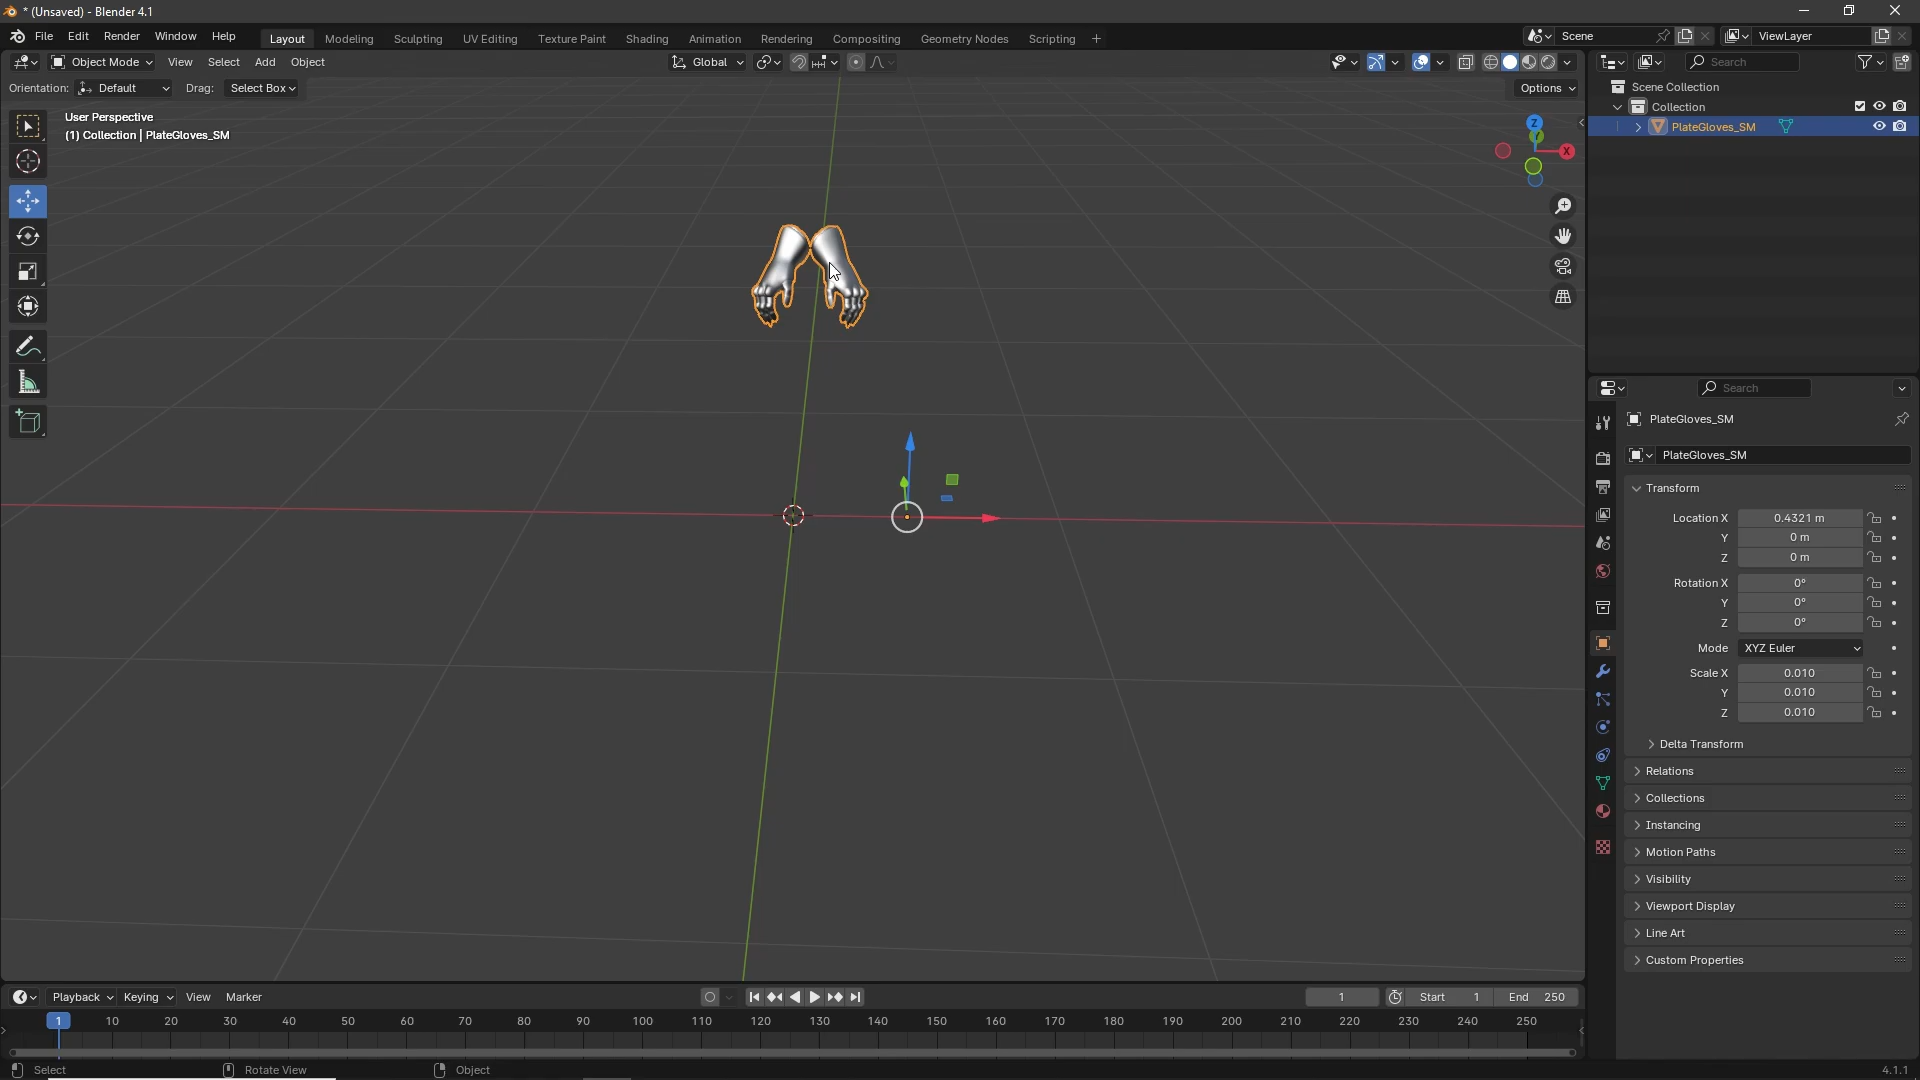 * (Unsaved) - Blender 4.1
File Edit Render Window Help
Layout Modeling Sculpting UV Editing Texture Paint Shading Animation Rendering Compositing Geometry Nodes Scripting +
Scene
ViewLayer
Object Mode View Select Add Object
Global
Search
Orientation: Default Drag: Select Box
Options
Scene Collection
Collection
PlateGloves_SM
User Perspective
(1) Collection | PlateGloves_SM
Z
Y
X
Search
PlateGloves_SM
PlateGloves_SM
Transform
Location X 0.4321 m
Y 0 m
Z 0 m
Rotation X 0°
Y 0°
Z 0°
Mode XYZ Euler
Scale X 0.010
Y 0.010
Z 0.010
Delta Transform
Relations
Collections
Instancing
Motion Paths
Visibility
Viewport Display
Line Art
Custom Properties
Playback Keying View Marker
1 Start 1 End 250
1 10 20 30 40 50 60 70 80 90 100 110 120 130 140 150 160 170 180 190 200 210 220 230 240 250
Select Rotate View Object
4.1.1